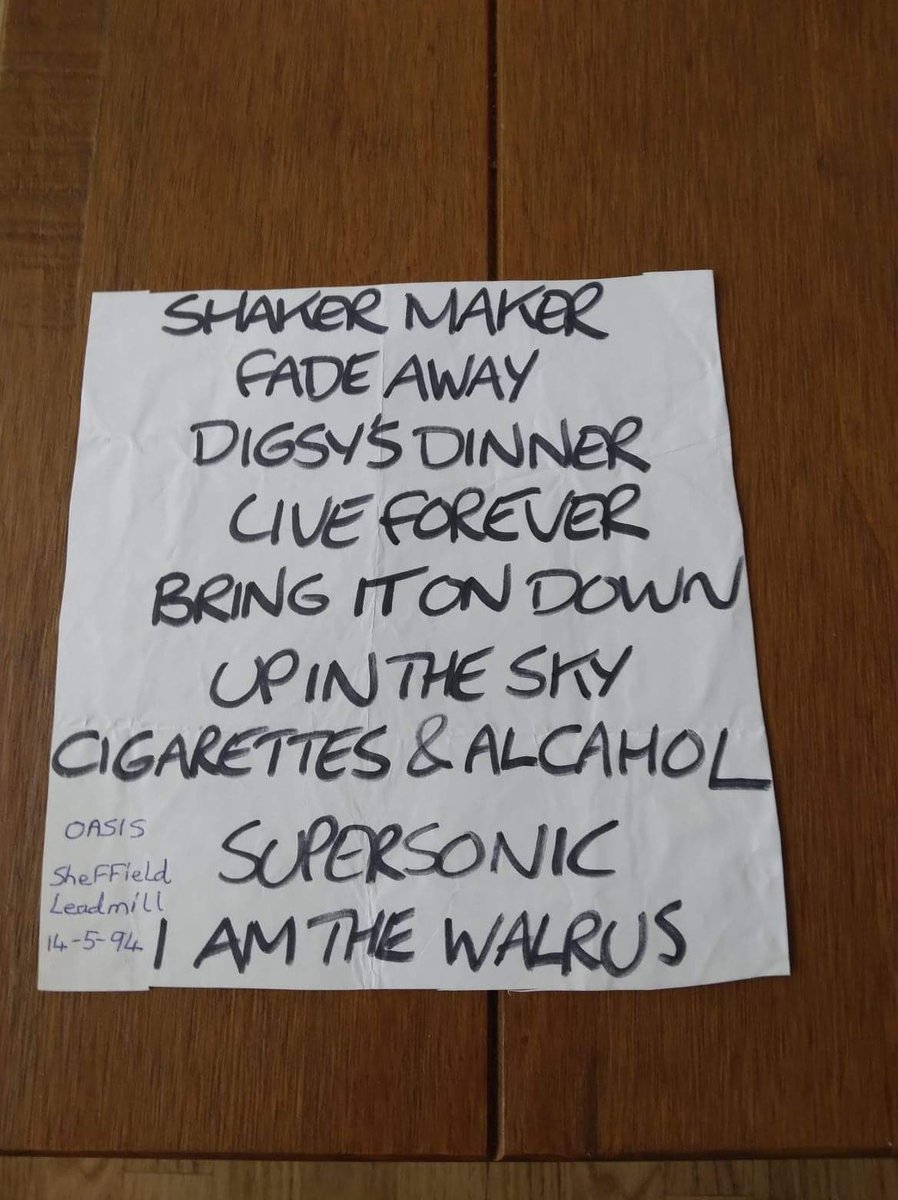 SHAKER MAKER
FADE AWAY
DIGSY'S DINNER
LIVE FOREVER
BRING IT ON DOWN
UP IN THE SKY
CIGARETTES & ALCAHOL
SUPERSONIC
I AM THE WALRUS
OASIS
SHeFField
Leadmill
14-5-94